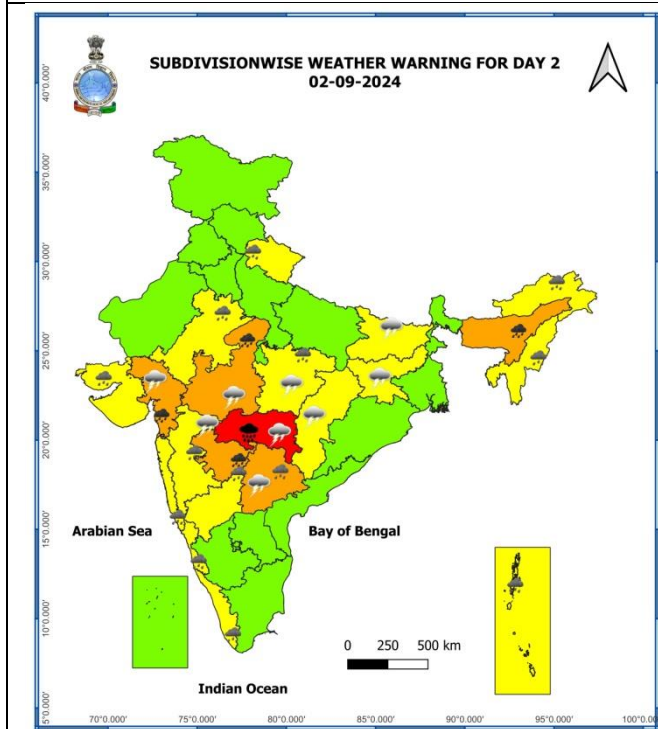 SUBDIVISIONWISE WEATHER WARNING FOR DAY 2
02-09-2024
40°0.000'
35°0.000'
30°0.000'
25°0.000'
20°0.000'
15°0.000'
10°0.000'
5°0.000'
Arabian Sea
Bay of Bengal
0 250 500 km
Indian Ocean
70°0.000' 75°0.000' 80°0.000' 85°0.000' 90°0.000' 95°0.000'